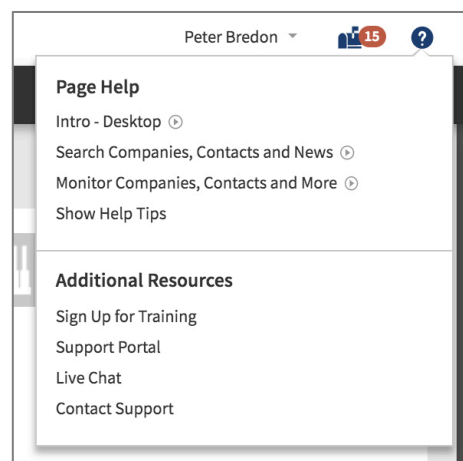 Peter Bredon 15 ?
Page Help
Intro - Desktop
Search Companies, Contacts and News
Monitor Companies, Contacts and More
Show Help Tips
Additional Resources
Sign Up for Training
Support Portal
Live Chat
Contact Support